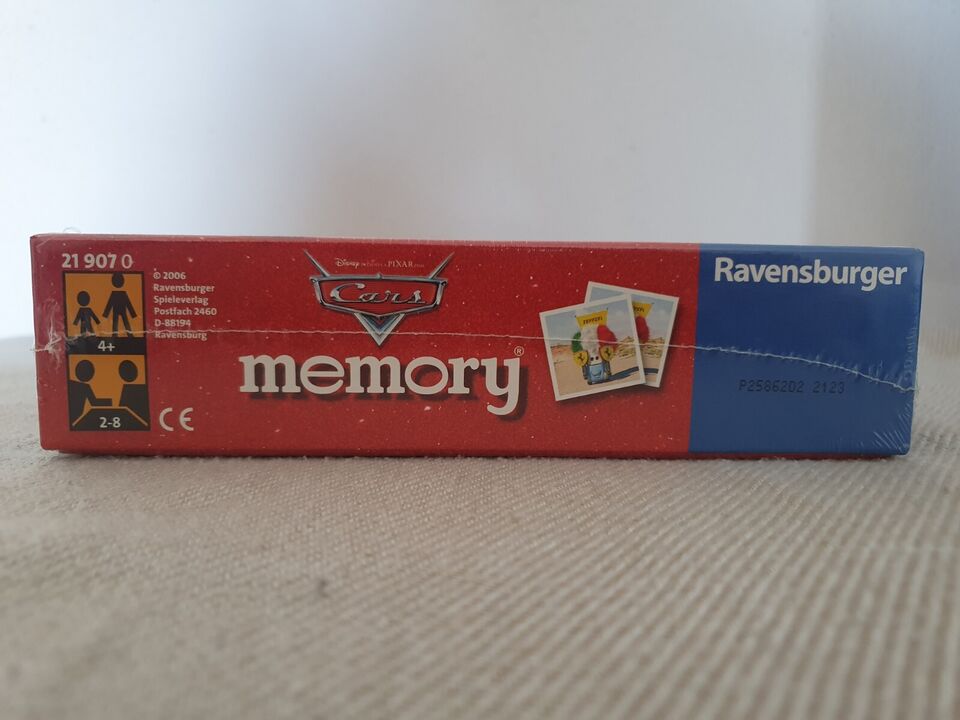 21 907 0
© 2006
Ravensburger
Spieleverlag
Postfach 2460
D-88194
Ravensburg
4+
2-8
CE
Disney PIXAR
Cars
memory®
Ravensburger
P2586202 2123